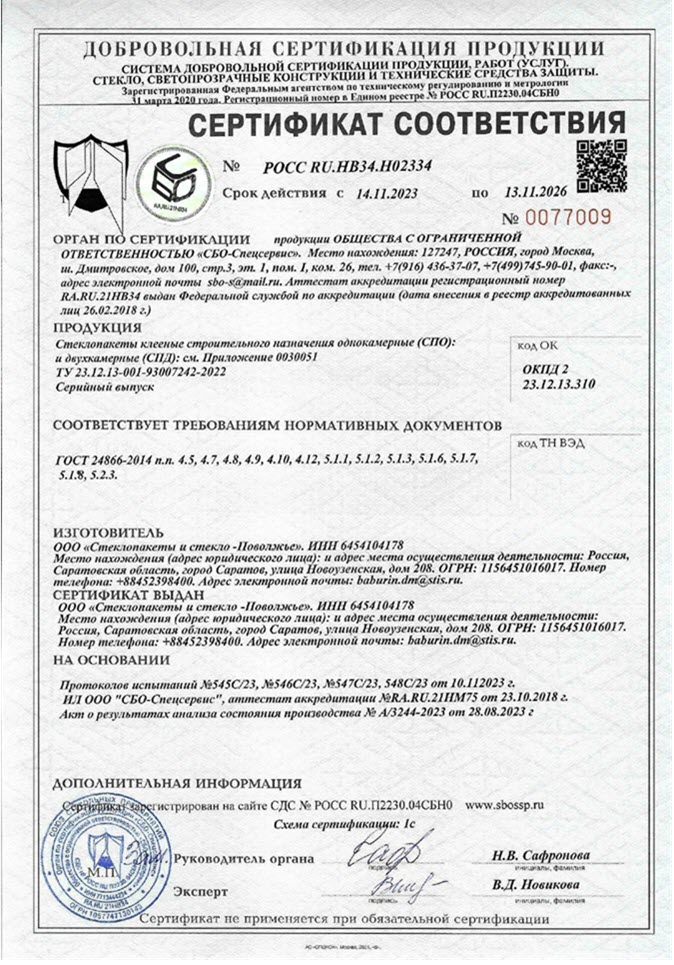 ДОБРОВОЛЬНАЯ СЕРТИФИКАЦИЯ ПРОДУКЦИИ
СИСТЕМА ДОБРОВОЛЬНОЙ СЕРТИФИКАЦИИ ПРОДУКЦИИ, РАБОТ (УСЛУГ).
СТЕКЛО, СВЕТОПРОЗРАЧНЫЕ КОНСТРУКЦИИ И ТЕХНИЧЕСКИЕ СРЕДСТВА ЗАЩИТЫ.
Зарегистрированная Федеральным агентством по техническому регулированию и метрологии
31 марта 2020 года. Регистрационный номер в Едином реестре № РОСС RU.П2230.04СБН0
СЕРТИФИКАТ СООТВЕТСТВИЯ
№ РОСС RU.НВ34.Н02334
Срок действия с 14.11.2023 по 13.11.2026
№ 0077009
RA.RU.21НВ34
ОРГАН ПО СЕРТИФИКАЦИИ продукции ОБЩЕСТВА С ОГРАНИЧЕННОЙ
ОТВЕТСТВЕННОСТЬЮ «СБО-Спецсервис». Место нахождения: 127247, РОССИЯ, город Москва,
ш. Дмитровское, дом 100, стр.3, эт. 1, пом. I, ком. 26, тел. +7(916) 436-37-07, +7(499)745-90-01, факс:-,
адрес электронной почты sbo-s@mail.ru. Аттестат аккредитации регистрационный номер
RA.RU.21НВ34 выдан Федеральной службой по аккредитации (дата внесения в реестр аккредитованных
лиц 26.02.2018 г.)
ПРОДУКЦИЯ
Стеклопакеты клееные строительного назначения однокамерные (СПО):
и двухкамерные (СПД): см. Приложение 0030051
ТУ 23.12.13-001-93007242-2022
Серийный выпуск
код ОК
ОКПД 2
23.12.13.310
СООТВЕТСТВУЕТ ТРЕБОВАНИЯМ НОРМАТИВНЫХ ДОКУМЕНТОВ
код ТН ВЭД
ГОСТ 24866-2014 п.п. 4.5, 4.7, 4.8, 4.9, 4.10, 4.12, 5.1.1, 5.1.2, 5.1.3, 5.1.6, 5.1.7,
5.1.8, 5.2.3.
ИЗГОТОВИТЕЛЬ
ООО «Стеклопакеты и стекло -Поволжье». ИНН 6454104178
Место нахождения (адрес юридического лица): и адрес места осуществления деятельности: Россия,
Саратовская область, город Саратов, улица Новоузенская, дом 208. ОГРН: 1156451016017. Номер
телефона: +88452398400. Адрес электронной почты: baburin.dm@stis.ru.
СЕРТИФИКАТ ВЫДАН
ООО «Стеклопакеты и стекло -Поволжье». ИНН 6454104178
Место нахождения (адрес юридического лица): и адрес места осуществления деятельности:
Россия, Саратовская область, город Саратов, улица Новоузенская, дом 208. ОГРН: 1156451016017.
Номер телефона: +88452398400. Адрес электронной почты: baburin.dm@stis.ru.
НА ОСНОВАНИИ
Протоколов испытаний №545С/23, №546С/23, №547С/23, 548С/23 от 10.112023 г.
ИЛ ООО "СБО-Спецсервис", аттестат аккредитации №RA.RU.21ПМ75 от 23.10.2018 г.
Акт о результатах анализа состояния производства № А/3244-2023 от 28.08.2023 г
ДОПОЛНИТЕЛЬНАЯ ИНФОРМАЦИЯ
Сертификат зарегистрирован на сайте СДС № РОСС RU.П2230.04СБН0 www.sbossp.ru
Схема сертификации: 1с
М.П.
Зам. Руководитель органа
подпись
Н.В. Сафронова
инициалы, фамилия
Эксперт
подпись
В.Д. Новикова
инициалы, фамилия
Сертификат не применяется при обязательной сертификации